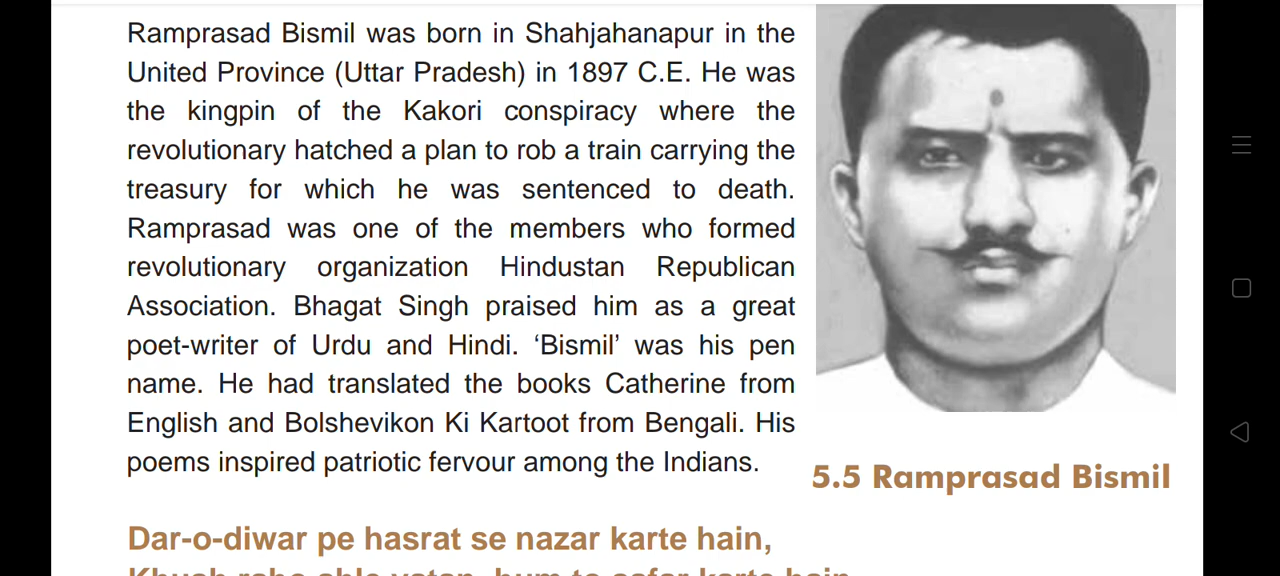 Ramprasad Bismil was born in Shahjahanapur in the
United Province (Uttar Pradesh) in 1897 C.E. He was
the kingpin of the Kakori conspiracy where the
revolutionary hatched a plan to rob a train carrying the
treasury for which he was sentenced to death.
Ramprasad was one of the members who formed
revolutionary organization Hindustan Republican
Association. Bhagat Singh praised him as a great
poet-writer of Urdu and Hindi. ‘Bismil’ was his pen
name. He had translated the books Catherine from
English and Bolshevikon Ki Kartoot from Bengali. His
poems inspired patriotic fervour among the Indians.
5.5 Ramprasad Bismil
Dar-o-diwar pe hasrat se nazar karte hain,